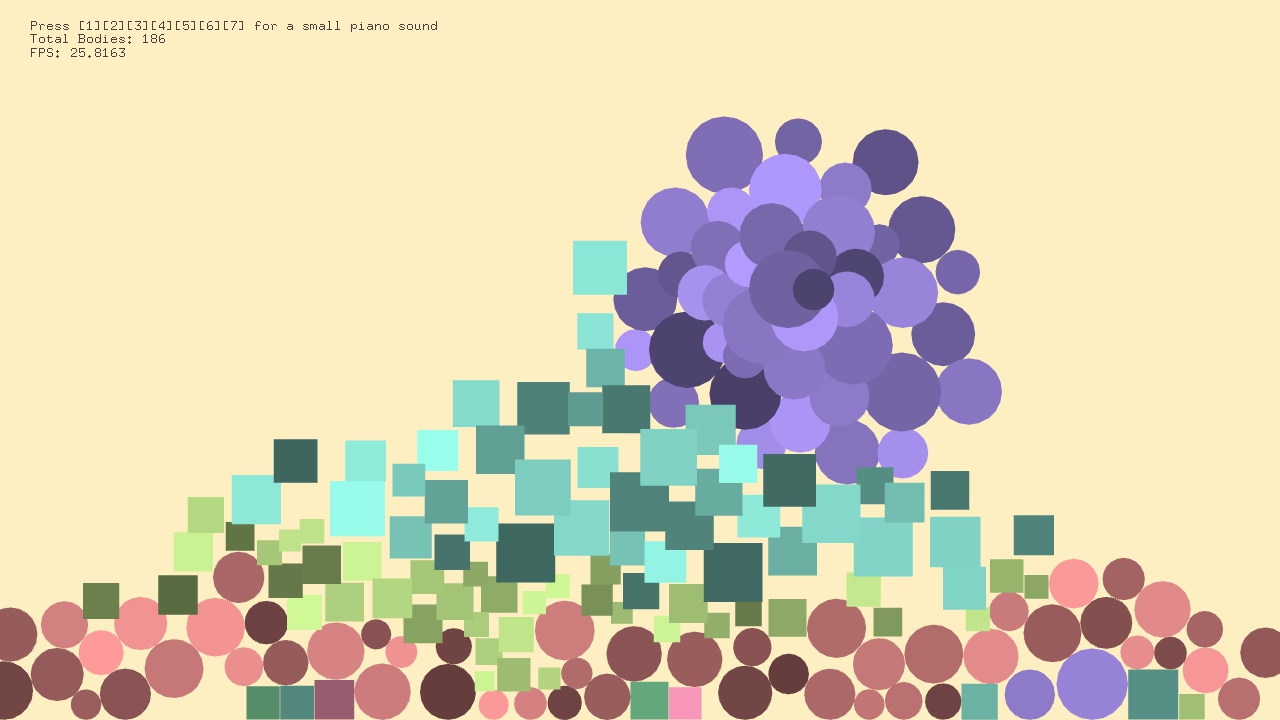 Press [1][2][3][4][5][6][7] for a small piano sound
Total Bodies: 186
FPS: 25.8163